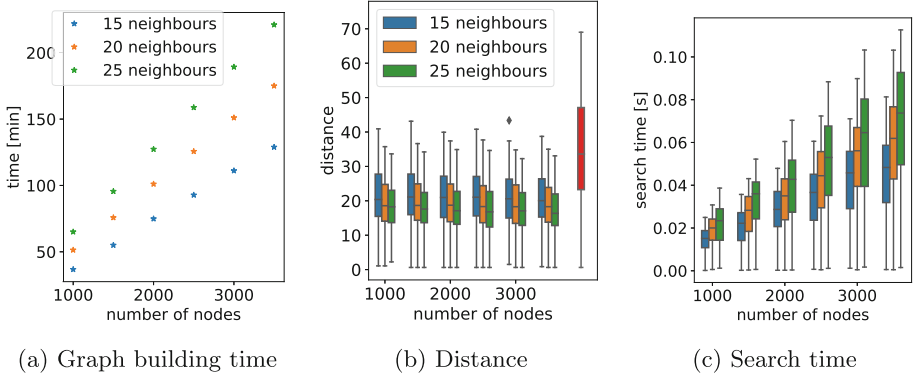 15 neighbours
20 neighbours
25 neighbours
200
150
100
50
time [min]
1000
2000
3000
number of nodes
(a) Graph building time
15 neighbours
20 neighbours
25 neighbours
70
60
50
40
30
20
10
0
distance
1000
2000
3000
number of nodes
(b) Distance
0.10
0.08
0.06
0.04
0.02
0.00
search time [s]
1000
2000
3000
number of nodes
(c) Search time